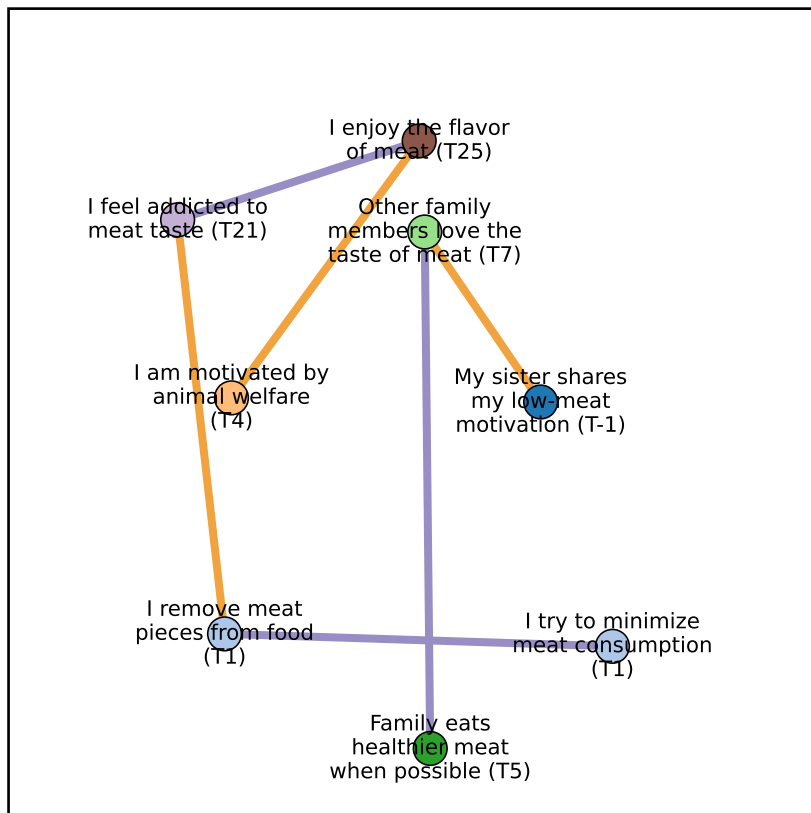 I enjoy the flavor
of meat (T25)
I feel addicted to
meat taste (T21)
Other family
members love the
taste of meat (T7)
I am motivated by
animal welfare
(T4)
My sister shares
my low-meat
motivation (T-1)
I remove meat
pieces from food
(T1)
I try to minimize
meat consumption
(T1)
Family eats
healthier meat
when possible (T5)